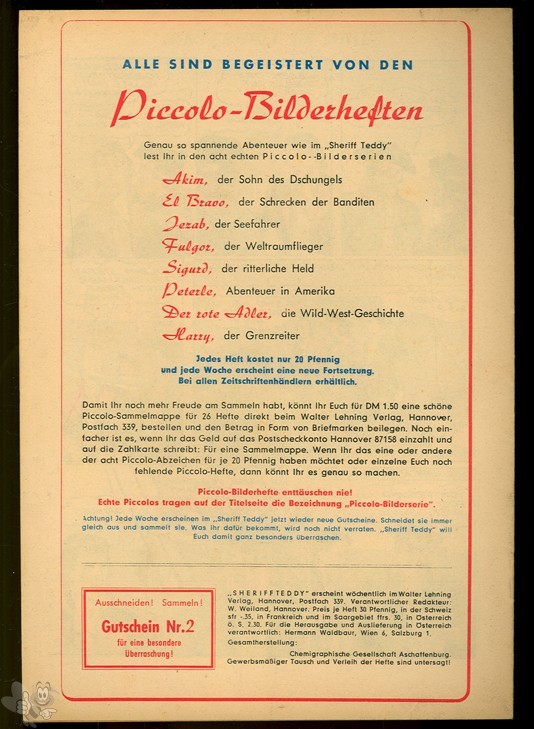 ALLE SIND BEGEISTERT VON DEN
Piccolo-Bilderheften
Genau so spannende Abenteuer wie im „Sheriff Teddy"
lest Ihr in den acht echten Piccolo--Bilderserien
Akim, der Sohn des Dschungels
El Bravo, der Schrecken der Banditen
Jezab, der Seefahrer
Fulgor, der Weltraumflieger
Sigurd, der ritterliche Held
Peterle, Abenteuer in Amerika
Der rote Adler, die Wild-West-Geschichte
Harry, der Grenzreiter
Jedes Heft kostet nur 20 Pfennig
und jede Woche erscheint eine neue Fortsetzung.
Bei allen Zeitschriftenhändlern erhältlich.
Damit Ihr noch mehr Freude am Sammeln habt, könnt Ihr Euch für DM 1.50 eine schöne
Piccolo-Sammelmappe für 26 Hefte direkt beim Walter Lehning Verlag, Hannover,
Postfach 339, bestellen und den Betrag in Form von Briefmarken beilegen. Noch ein-
facher ist es, wenn Ihr das Geld auf das Postscheckkonto Hannover 87158 einzahlt und
auf die Zahlkarte schreibt: Für eine Sammelmappe. Wenn Ihr das eine oder andere
der acht Piccolo-Abzeichen für je 20 Pfennig haben möchtet oder einzelne Euch noch
fehlende Piccolo-Hefte, dann könnt Ihr es genau so machen.
Piccolo-Bilderhefte enttäuschen nie!
Echte Piccolos tragen auf der Titelseite die Bezeichnung „Piccolo-Bilderserie".
Achtung! Jede Woche erscheinen im „Sheriff Teddy" jetzt wieder neue Gutscheine. Schneidet sie immer
gleich aus und sammelt sie. Was Ihr dafür bekommt, wird noch nicht verraten. „Sheriff Teddy" will
Euch damit ganz besonders überraschen.
Ausschneiden! Sammeln!
Gutschein Nr.2
für eine besondere
Überraschung!
„SHERIFFTEDDY" erscheint wöchentlich im Walter Lehning
Verlag, Hannover, Postfach 339. Verantwortlicher Redakteur:
W. Weiland, Hannover. Preis je Heft 30 Pfennig, in der Schweiz
sfr -.35, in Frankreich und im Saargebiet ffrs. 30, in Österreich
ö. S. 2.50. Für die Herausgabe und Auslieferung in Österreich
verantwortlich: Hermann Waldbaur, Wien 6, Salzburg 1.
Gesamtherstellung:
Chemigraphische Gesellschaft Aschaffenburg.
Gewerbsmäßiger Tausch und Verleih der Hefte sind untersagt!